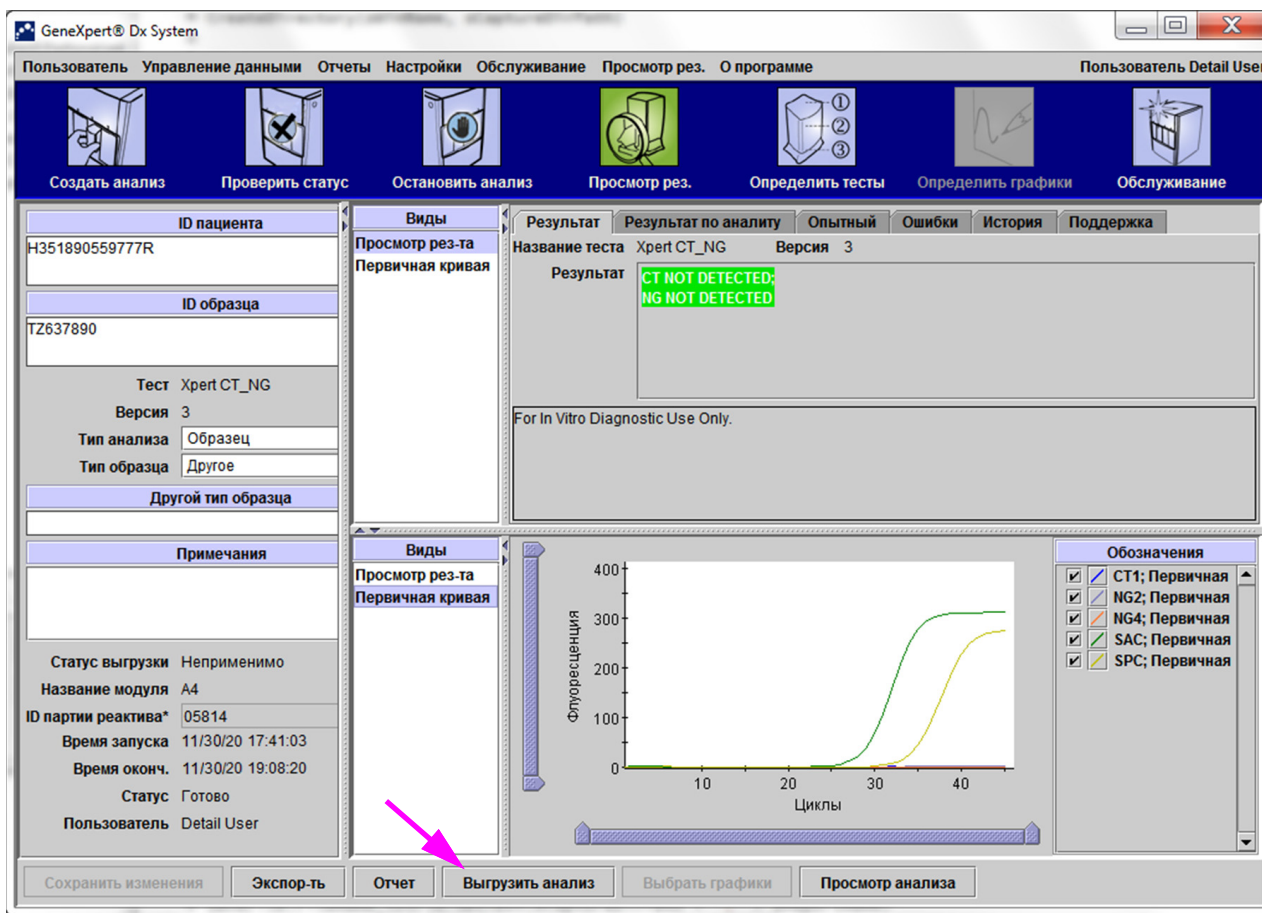 GeneXpert® Dx System
Пользователь Управление данными Отчеты Настройки Обслуживание Просмотр рез. О программе Пользователь Detail User
Создать анализ Проверить статус Остановить анализ Просмотр рез. Определить тесты Определить графики Обслуживание
ID пациента
H351890559777R
ID образца
TZ637890
Тест Xpert CT_NG
Версия 3
Тип анализа Образец
Тип образца Другое
Другой тип образца
Примечания
Статус выгрузки Неприменимо
Название модуля A4
ID партии реактива* 05814
Время запуска 11/30/20 17:41:03
Время оконч. 11/30/20 19:08:20
Статус Готово
Пользователь Detail User
Виды
Просмотр рез-та
Первичная кривая
Результат Результат по аналиту Опытный Ошибки История Поддержка
Название теста Xpert CT_NG Версия 3
Результат CT NOT DETECTED;
NG NOT DETECTED
For In Vitro Diagnostic Use Only.
Виды
Просмотр рез-та
Первичная кривая
Флуоресценция
400
300
200
100
0
10 20 30 40
Циклы
Обозначения
CT1; Первичная
NG2; Первичная
NG4; Первичная
SAC; Первичная
SPC; Первичная
Сохранить изменения Экспор-ть Отчет Выгрузить анализ Выбрать графики Просмотр анализа